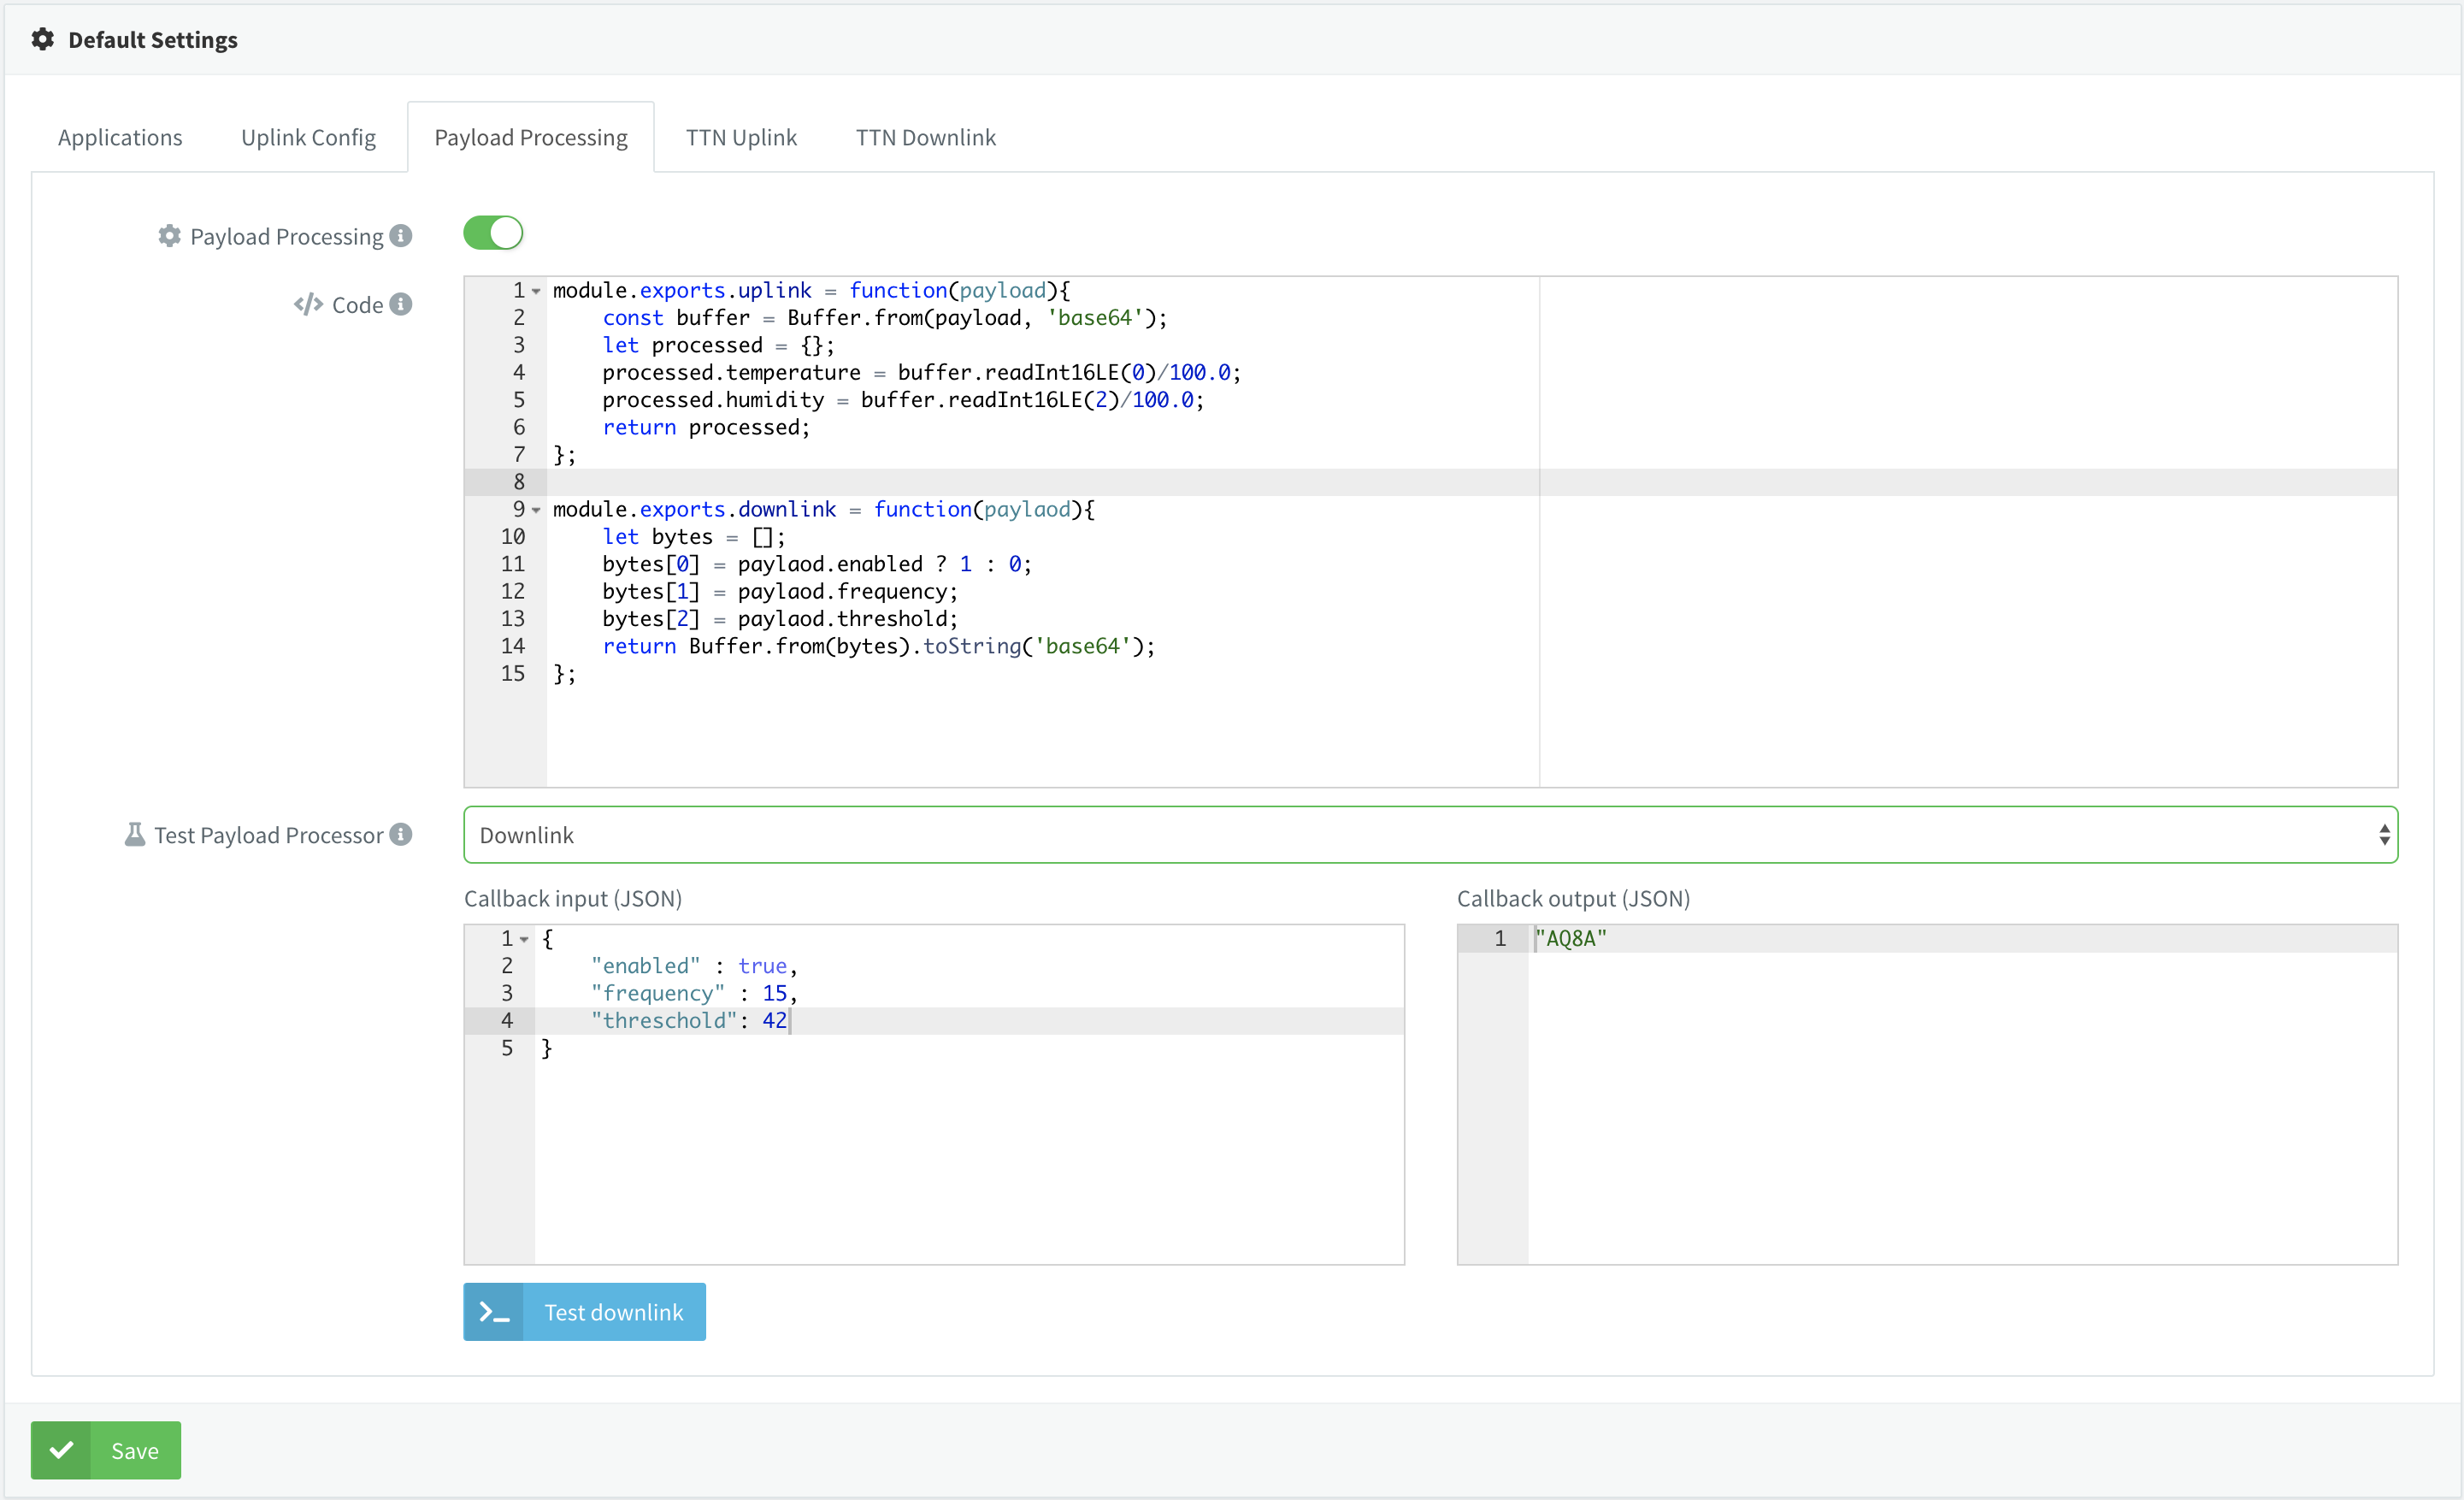 Default Settings
Applications Uplink Config Payload Processing TTN Uplink TTN Downlink
Payload Processing
Code
1 module.exports.uplink = function(payload){
2     const buffer = Buffer.from(payload, 'base64');
3     let processed = {};
4     processed.temperature = buffer.readInt16LE(0)/100.0;
5     processed.humidity = buffer.readInt16LE(2)/100.0;
6     return processed;
7 };
8
9 module.exports.downlink = function(paylaod){
10     let bytes = [];
11     bytes[0] = paylaod.enabled ? 1 : 0;
12     bytes[1] = paylaod.frequency;
13     bytes[2] = paylaod.threshold;
14     return Buffer.from(bytes).toString('base64');
15 };
Test Payload Processor
Downlink
Callback input (JSON)
1 {
2     "enabled" : true,
3     "frequency" : 15,
4     "threschold": 42
5 }
Callback output (JSON)
1 "AQ8A"
Test downlink
Save